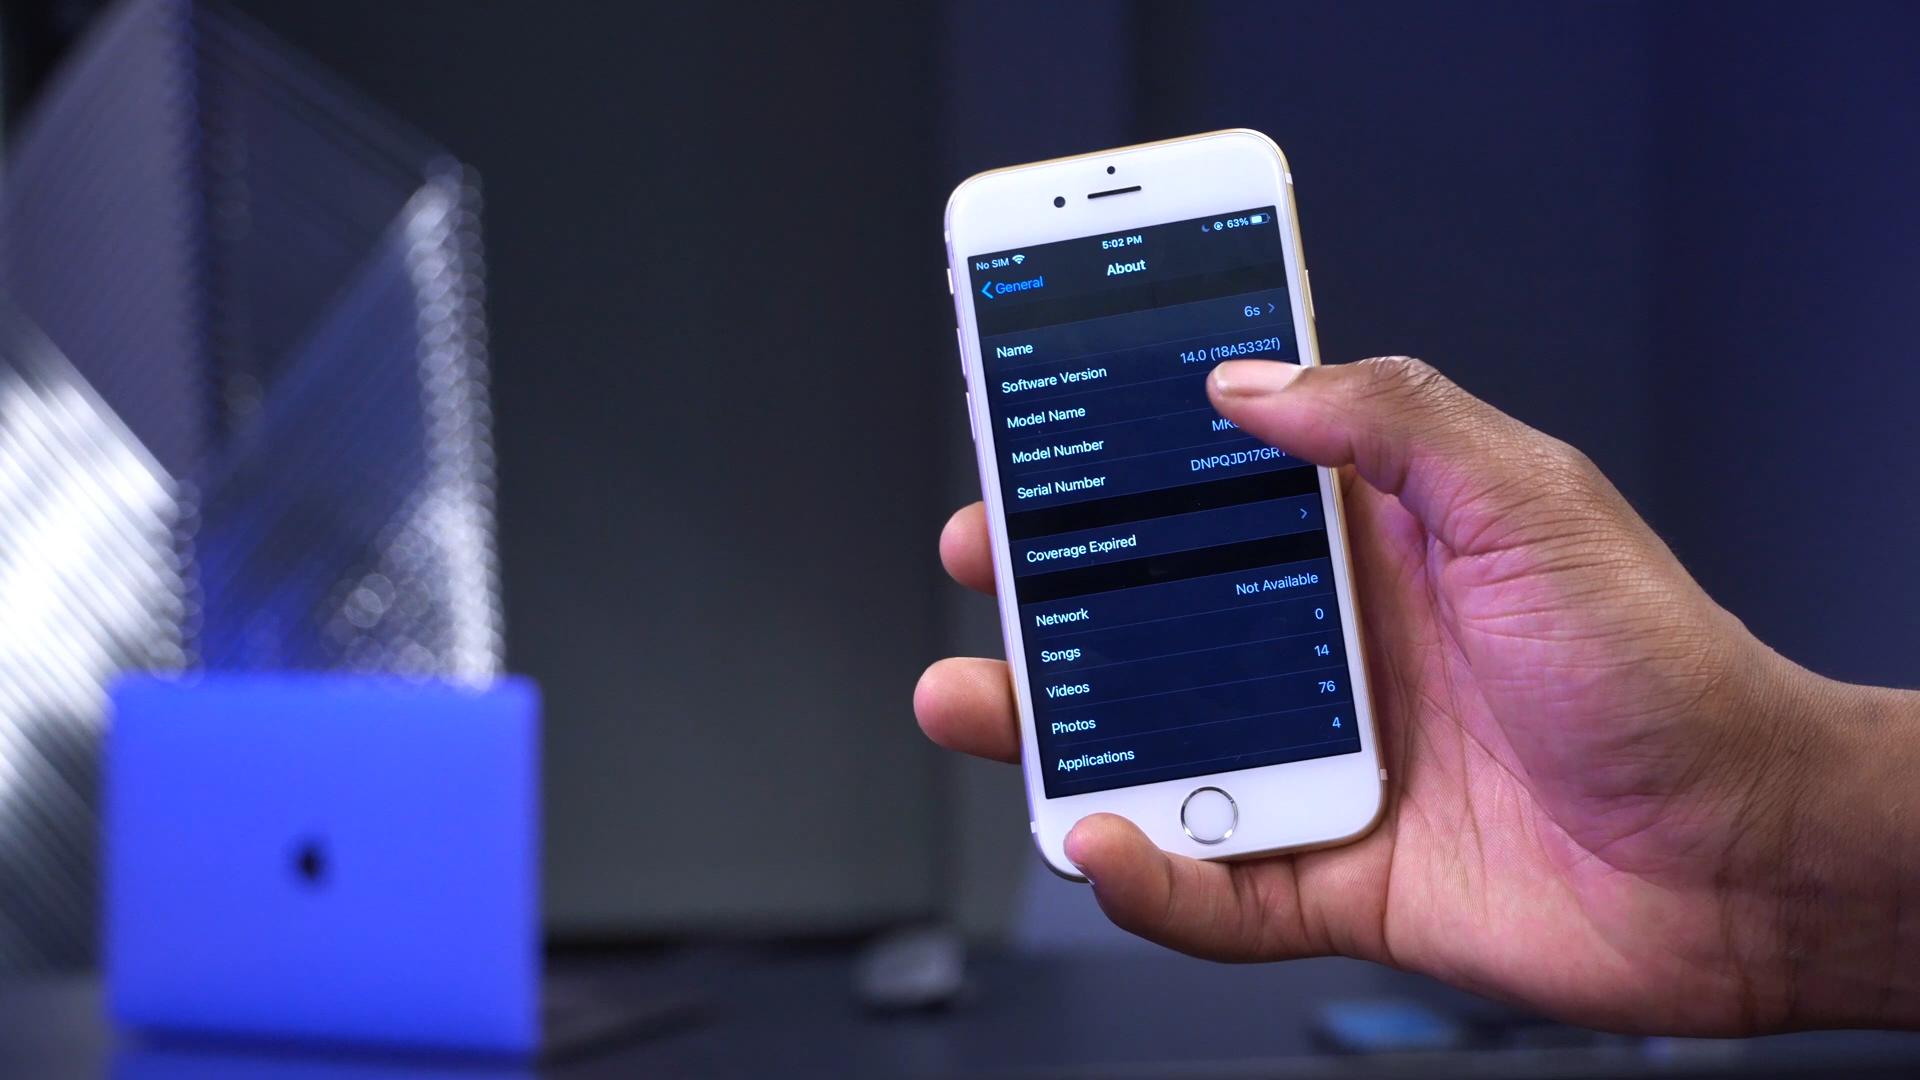 No SIM 5:02 PM 63%
General About
Name 6s
Software Version 14.0 (18A5332f)
Model Name
Model Number
Serial Number
Coverage Expired
Network Not Available
Songs 0
Videos 14
Photos 76
Applications 4